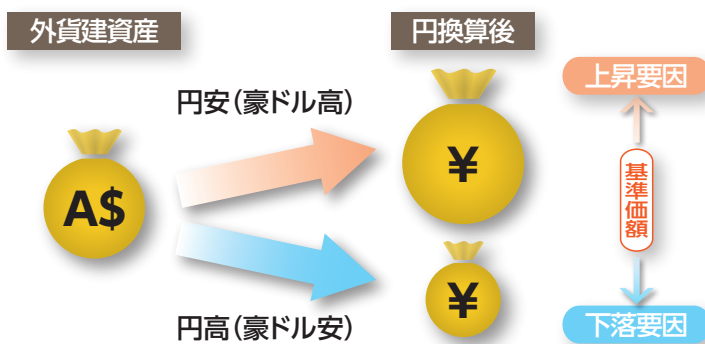 外貨建資産
円換算後
上昇要因
円安（豪ドル高）
A$
¥
基準価額
¥
円高（豪ドル安）
下落要因